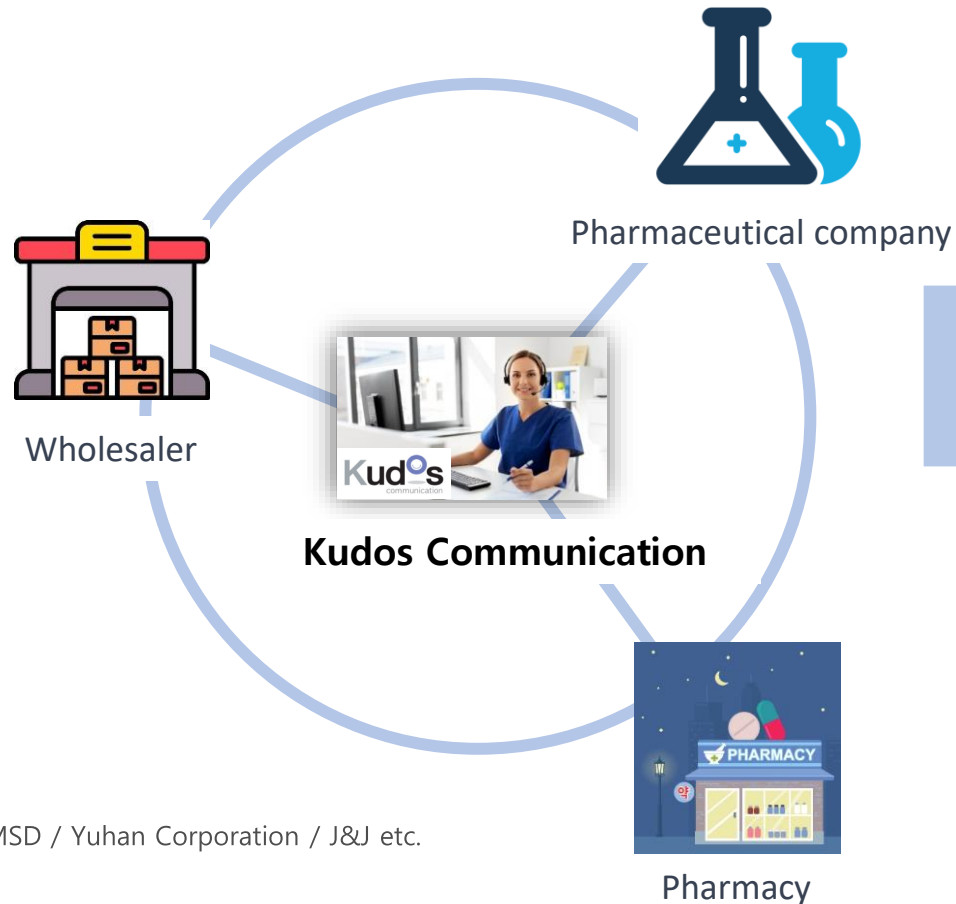 Pharmaceutical company
Wholesaler
Kudos
communication
Kudos Communication
PHARMACY
약
MSD / Yuhan Corporation / J&J etc.
Pharmacy